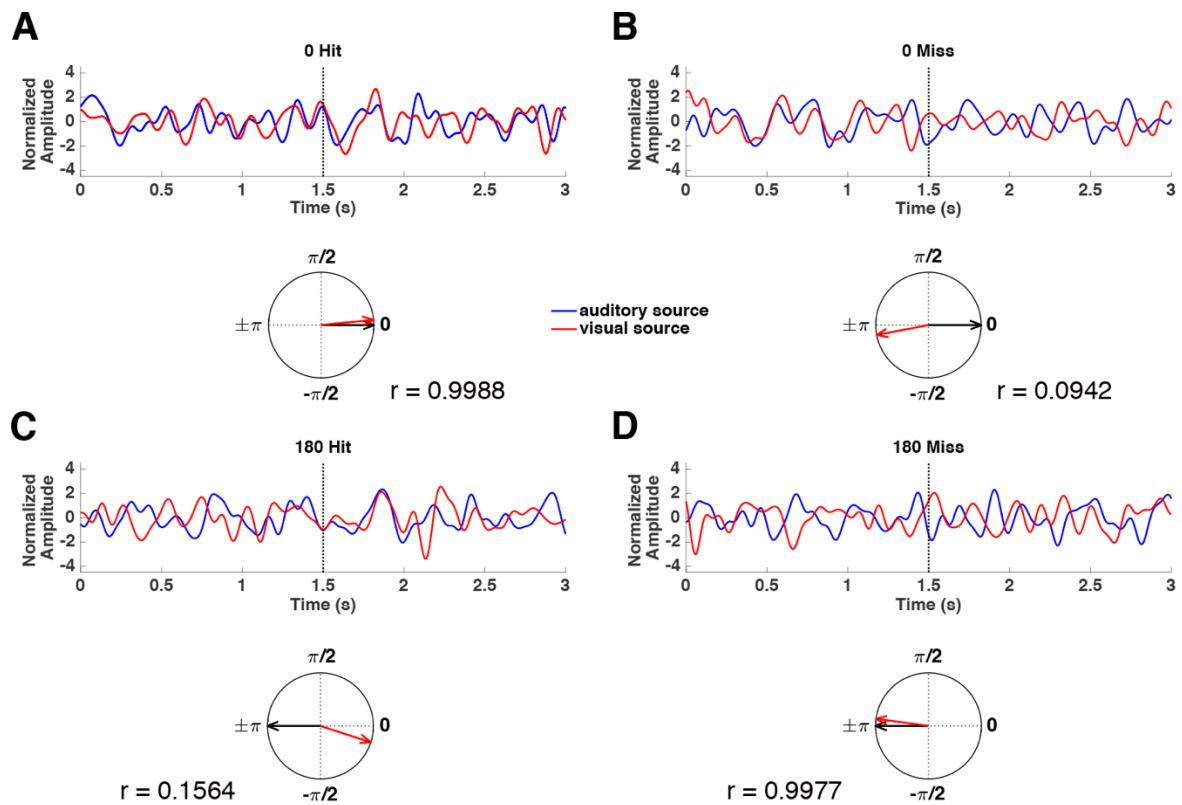 A
0 Hit
Normalized
Amplitude
4
2
0
-2
-4
0 0.5 1 1.5 2 2.5 3
Time (s)
π/2
±π
0
-π/2
r = 0.9988
B
0 Miss
Normalized
Amplitude
4
2
0
-2
-4
0 0.5 1 1.5 2 2.5 3
Time (s)
π/2
±π
0
-π/2
r = 0.0942
auditory source
visual source
C
180 Hit
Normalized
Amplitude
4
2
0
-2
-4
0 0.5 1 1.5 2 2.5 3
Time (s)
π/2
±π
0
-π/2
r = 0.1564
D
180 Miss
Normalized
Amplitude
4
2
0
-2
-4
0 0.5 1 1.5 2 2.5 3
Time (s)
π/2
±π
0
-π/2
r = 0.9977